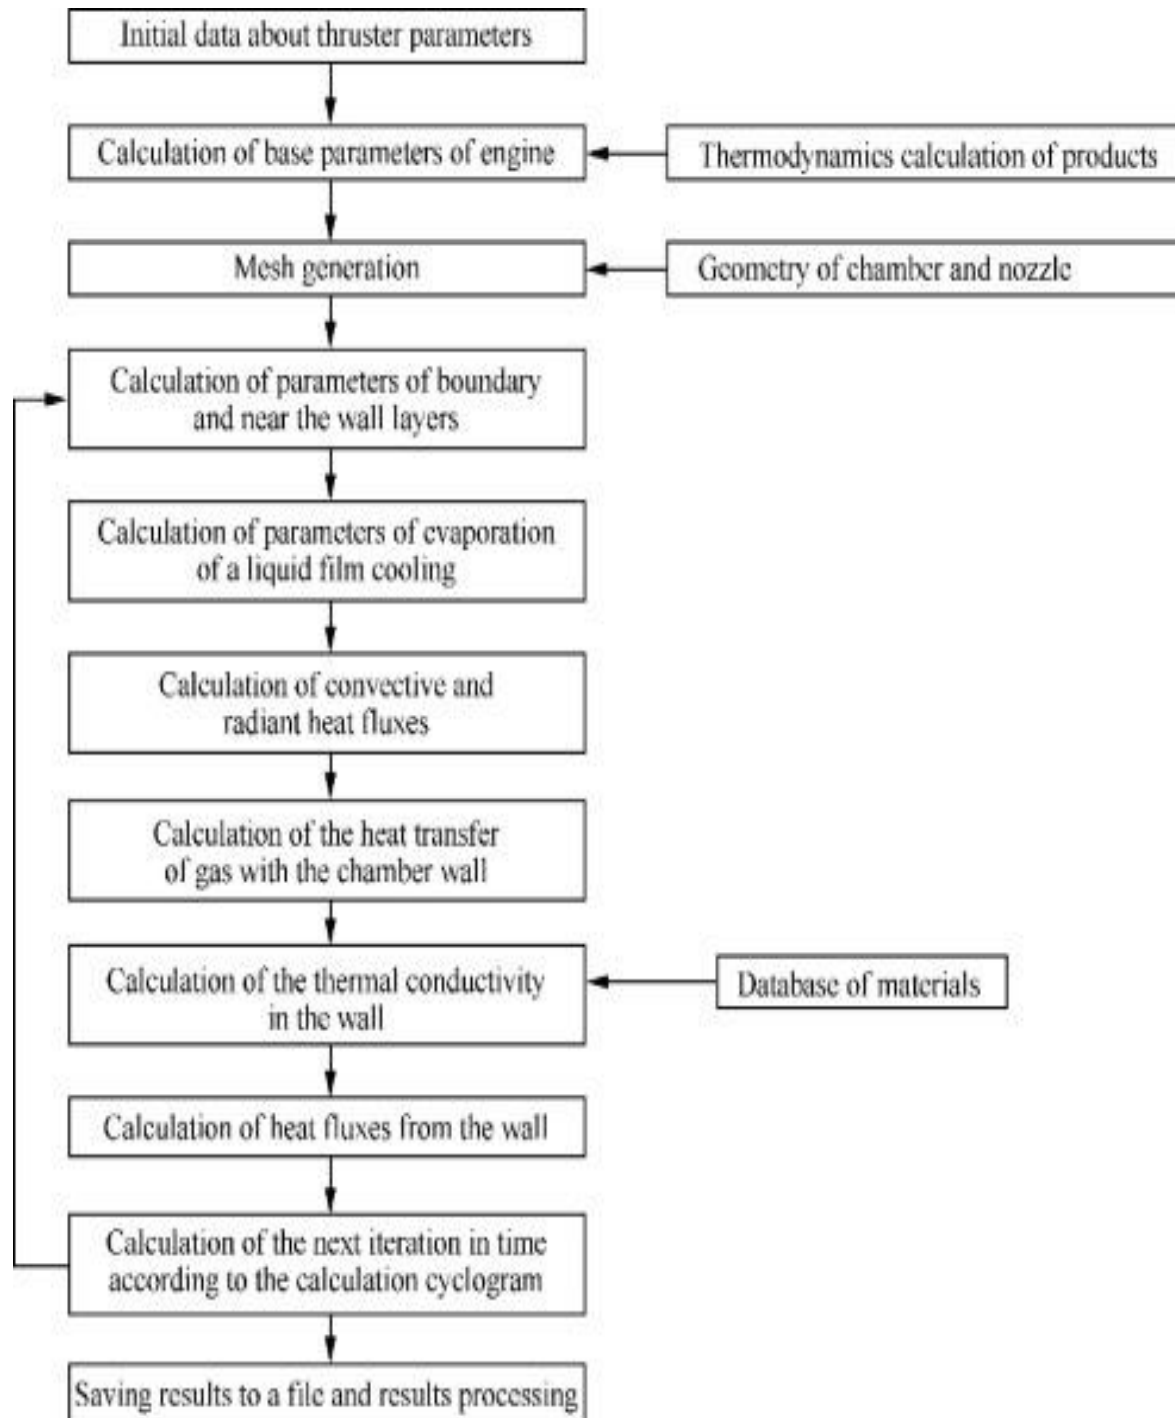 Initial data about thruster parameters
Calculation of base parameters of engine
Thermodynamics calculation of products
Mesh generation
Geometry of chamber and nozzle
Calculation of parameters of boundary
and near the wall layers
Calculation of parameters of evaporation
of a liquid film cooling
Calculation of convective and
radiant heat fluxes
Calculation of the heat transfer
of gas with the chamber wall
Calculation of the thermal conductivity
in the wall
Database of materials
Calculation of heat fluxes from the wall
Calculation of the next iteration in time
according to the calculation cyclogram
Saving results to a file and results processing